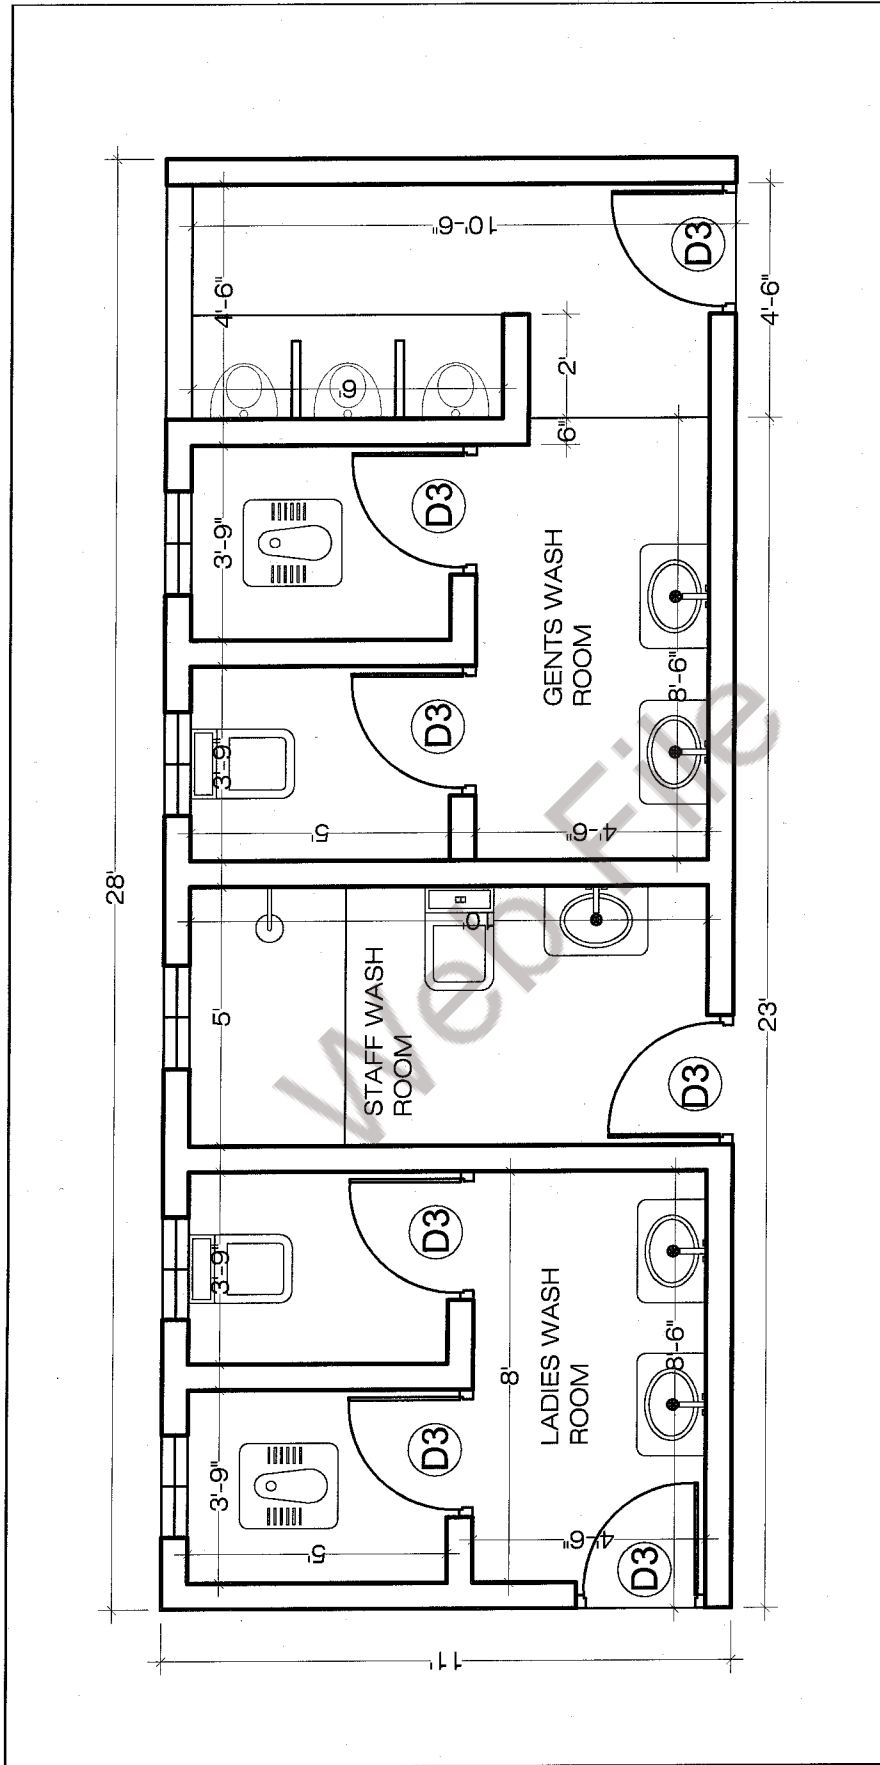 28'
11'
3'-9"
3'-9"
5'
3'-9"
3'-9"
4'-6"
5'
5'
6'
10'-6"
STAFF WASH
ROOM
10'
D3
D3
D3
D3
8'
LADIES WASH
ROOM
GENTS WASH
ROOM
6"
2'
4'-6"
4'-6"
D3
8'-6"
D3
8'-6"
D3
23'
4'-6"
Web File